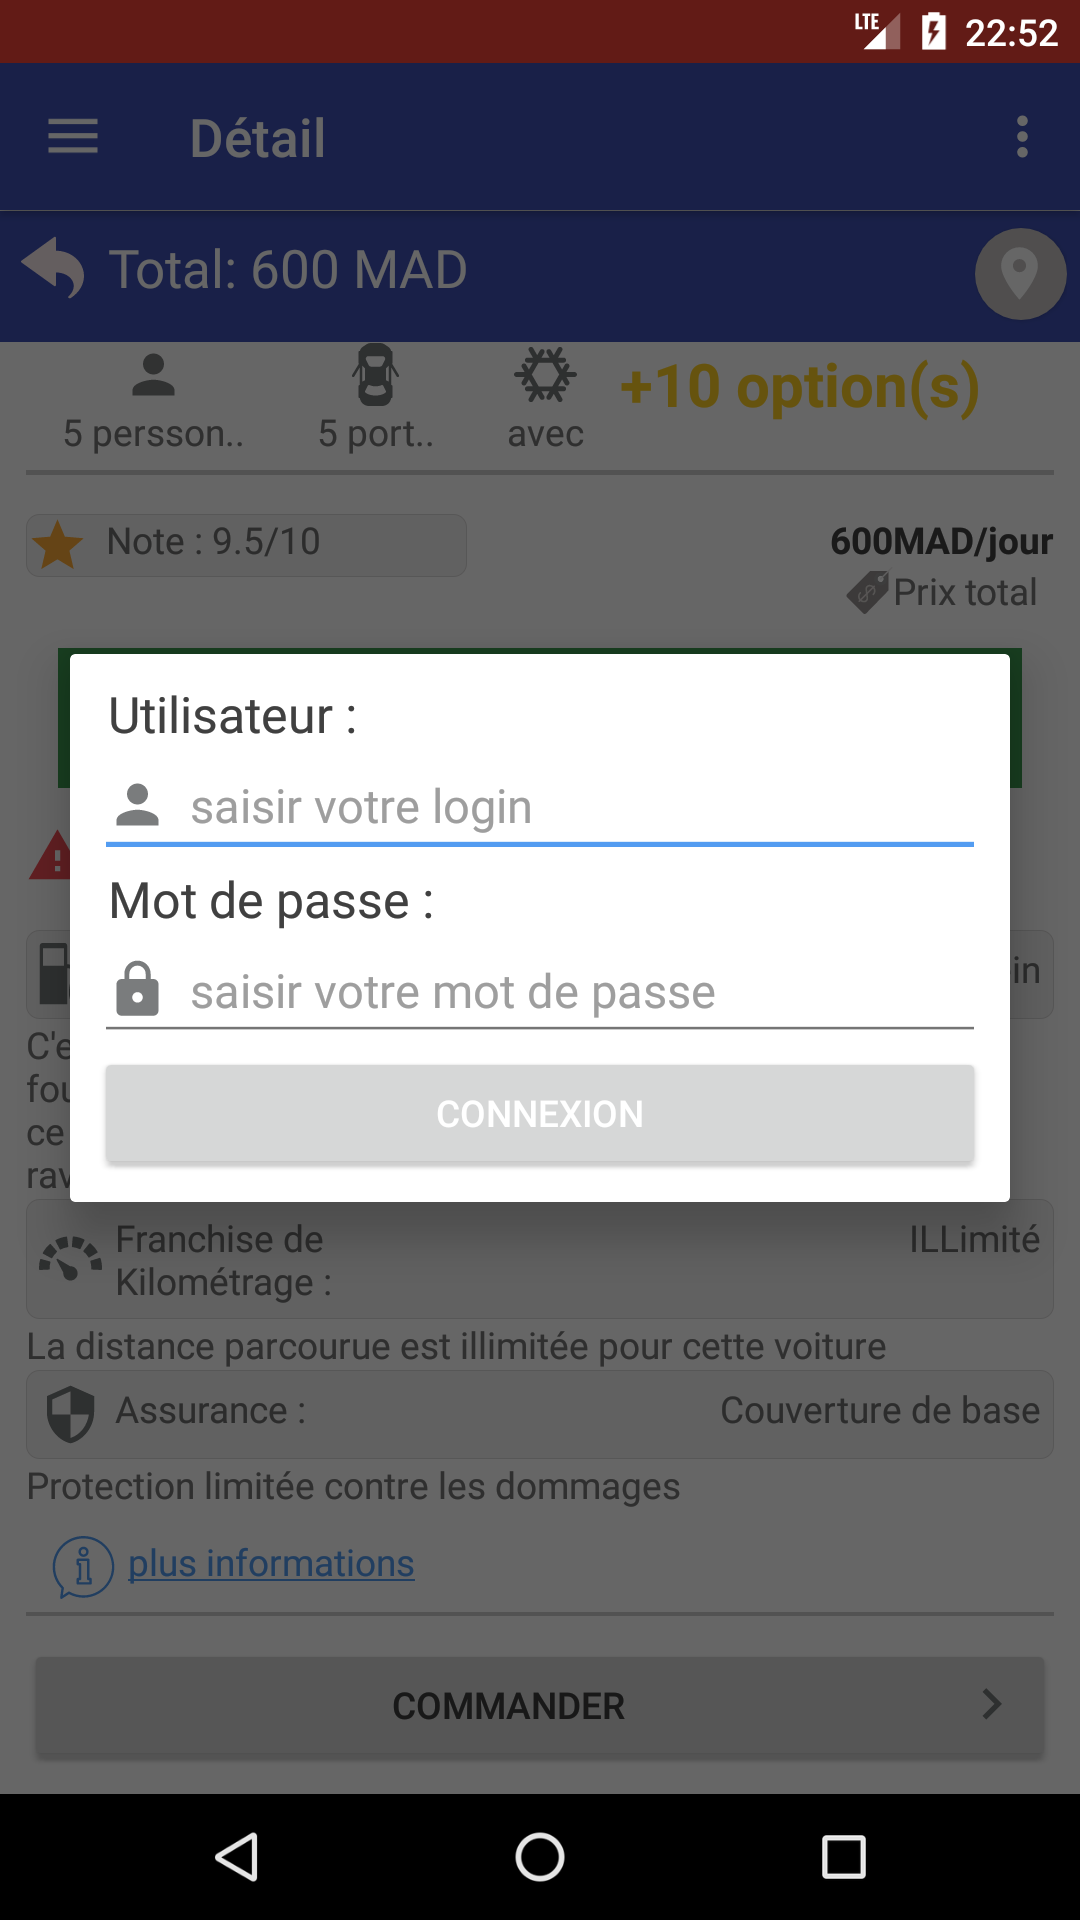 LTE 22:52
Détail
Total: 600 MAD
5 persson.. 5 port.. avec +10 option(s)
Note : 9.5/10 600MAD/jour
Prix total
Utilisateur :
saisir votre login
Mot de passe :
saisir votre mot de passe
in
C'e
fou
ce
rav
CONNEXION
Franchise de ILLimité
Kilométrage :
La distance parcourue est illimitée pour cette voiture
Assurance : Couverture de base
Protection limitée contre les dommages
plus informations
COMMANDER